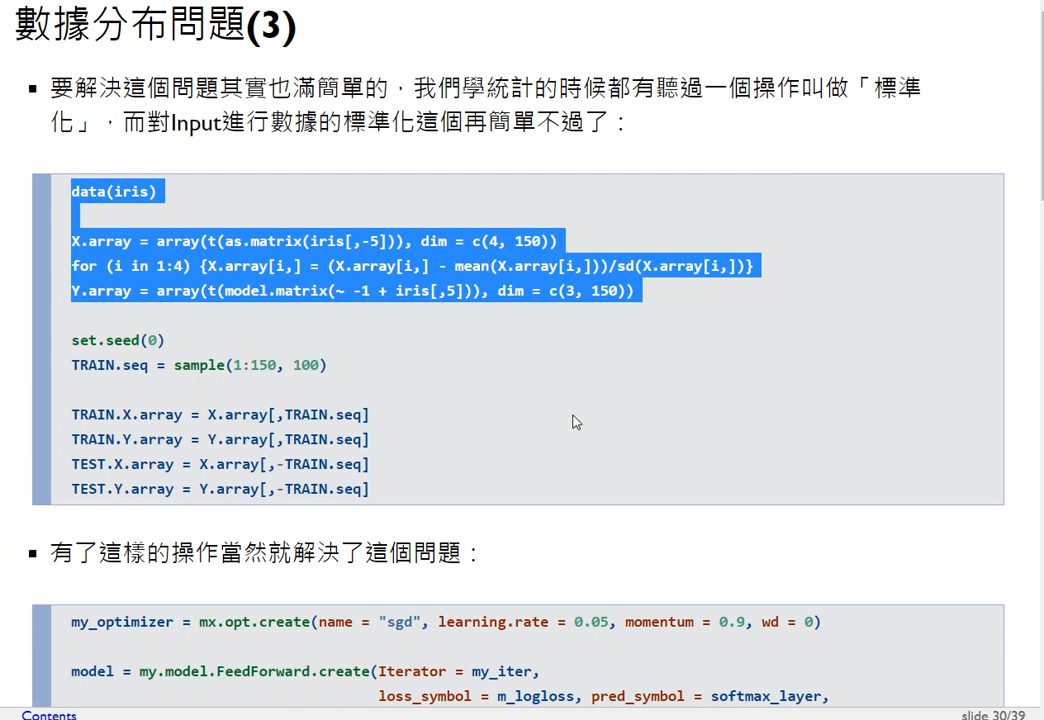 數據分布問題(3)
▪ 要解決這個問題其實也滿簡單的，我們學統計的時候都有聽過一個操作叫做「標準
化」，而對Input進行數據的標準化這個再簡單不過了：
data(iris)
X.array = array(t(as.matrix(iris[,-5])), dim = c(4, 150))
for (i in 1:4) {X.array[i,] = (X.array[i,] - mean(X.array[i,]))/sd(X.array[i,])}
Y.array = array(t(model.matrix(~ -1 + iris[,5])), dim = c(3, 150))
set.seed(0)
TRAIN.seq = sample(1:150, 100)
TRAIN.X.array = X.array[,TRAIN.seq]
TRAIN.Y.array = Y.array[,TRAIN.seq]
TEST.X.array = X.array[,-TRAIN.seq]
TEST.Y.array = Y.array[,-TRAIN.seq]
▪ 有了這樣的操作當然就解決了這個問題：
my_optimizer = mx.opt.create(name = "sgd", learning.rate = 0.05, momentum = 0.9, wd = 0)
model = my.model.FeedForward.create(Iterator = my_iter,
loss_symbol = m_logloss, pred_symbol = softmax_layer,
Contents
slide 30/39